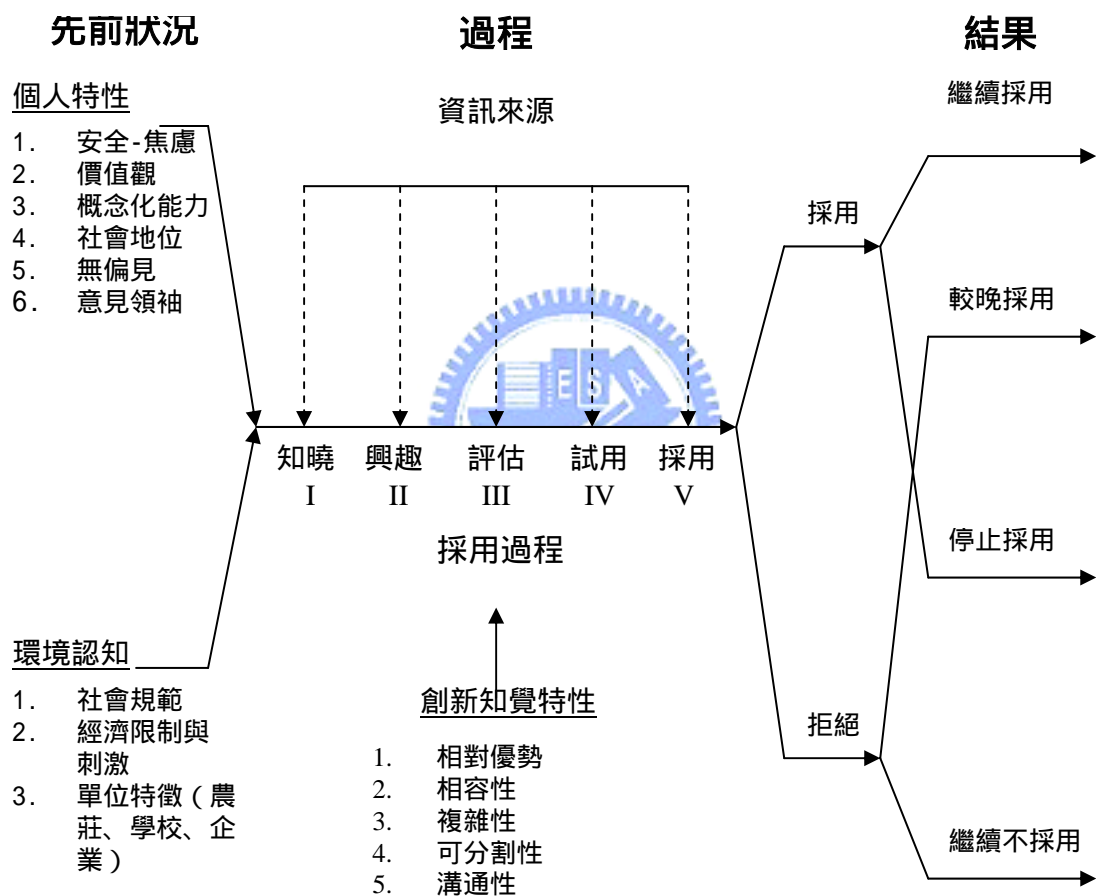 先前狀況
過程
結果
個人特性
1. 安全-焦慮
2. 價值觀
3. 概念化能力
4. 社會地位
5. 無偏見
6. 意見領袖
資訊來源
繼續採用
採用
較晚採用
ESA
知曉 興趣 評估 試用 採用
I II III IV V
採用過程
停止採用
環境認知
1. 社會規範
2. 經濟限制與
刺激
3. 單位特徵（農
莊、學校、企
業）
創新知覺特性
1. 相對優勢
2. 相容性
3. 複雜性
4. 可分割性
5. 溝通性
拒絕
繼續不採用